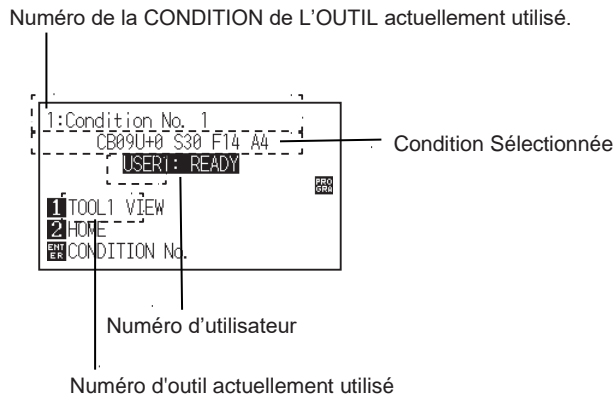 Numéro de la CONDITION de L'OUTIL actuellement utilisé.
1:Condition No. 1
CB09U+0 S30 F14 A4
Condition Sélectionnée
USER1: READY
PRO
GRA
1 TOOL1 VIEW
2 HOME
ENT
ER CONDITION No.
Numéro d'utilisateur
Numéro d'outil actuellement utilisé